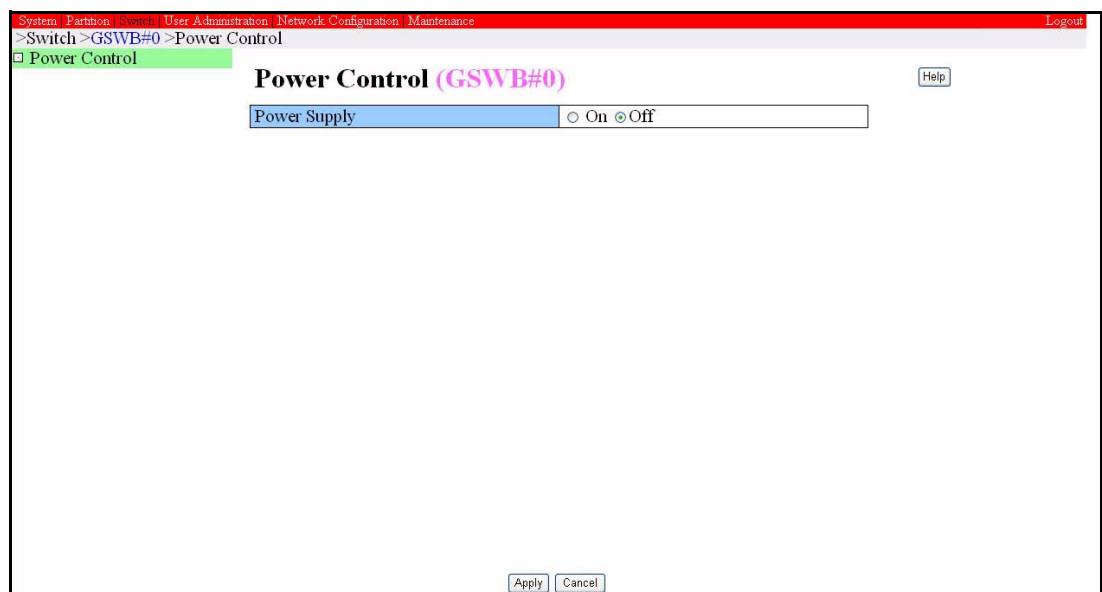 System | Partition | Switch | User Administration | Network Configuration | Maintenance Logout
>Switch >GSWB#0 >Power Control
Power Control
Power Control (GSWB#0) Help
Power Supply On Off
Apply Cancel